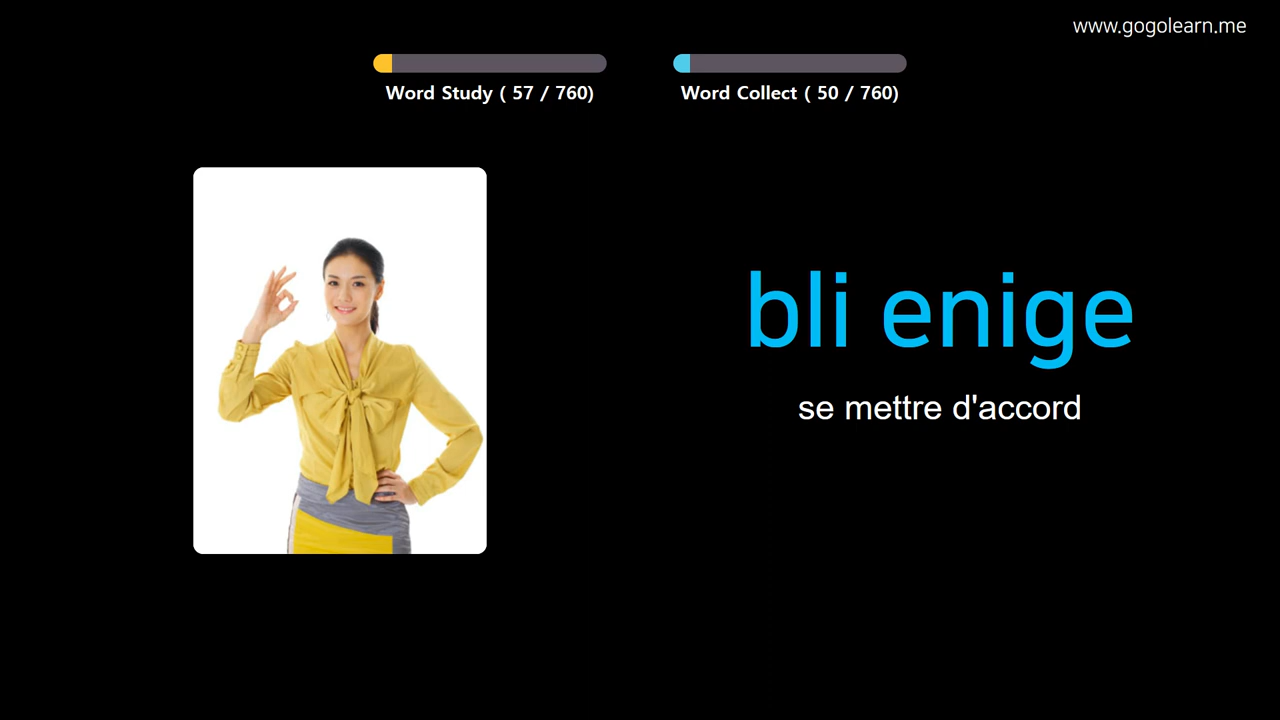 www.gogolearn.me
Word Study ( 57 / 760)
Word Collect ( 50 / 760)
bli enige
se mettre d'accord